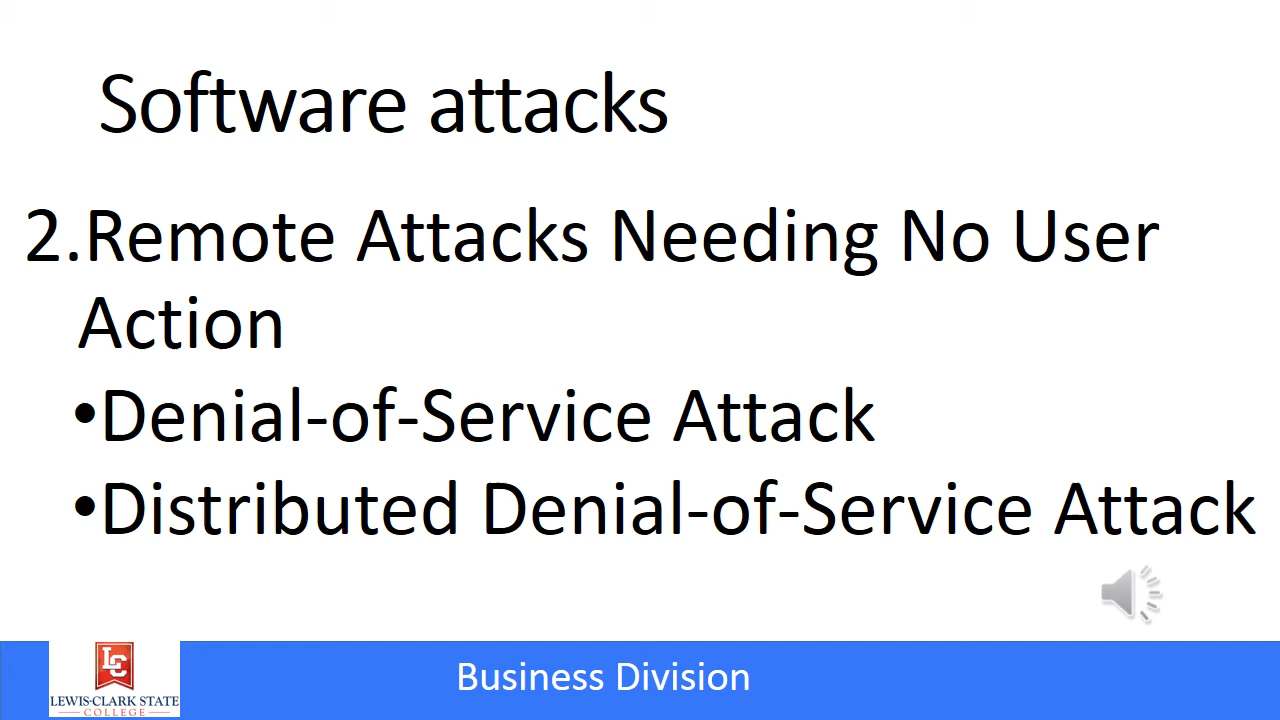 Software attacks
2.Remote Attacks Needing No User
Action
•Denial-of-Service Attack
•Distributed Denial-of-Service Attack
LC
LEWIS-CLARK STATE
COLLEGE
Business Division